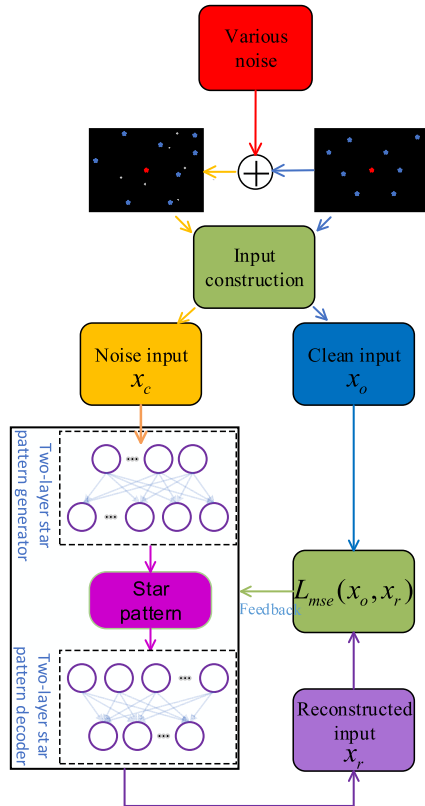 Various
noise
Input
construction
Noise input
x_c
Clean input
x_o
Two-layer star
pattern generator
...
...
Star
pattern
L_mse(x_o, x_r)
Feedback
Two-layer star
pattern decoder
...
...
Reconstructed
input
x_r